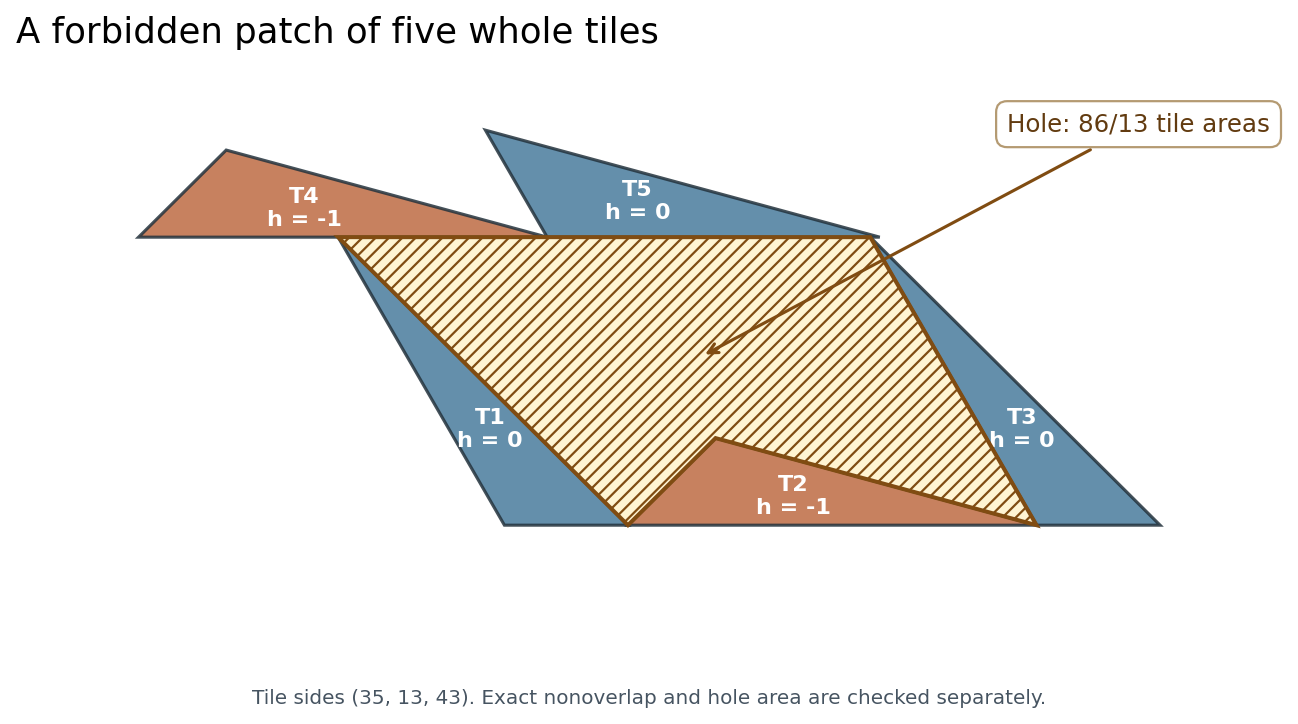 A forbidden patch of five whole tiles
Hole: 86/13 tile areas
T4
h = -1
T5
h = 0
T1
h = 0
T3
h = 0
T2
h = -1
Tile sides (35, 13, 43). Exact nonoverlap and hole area are checked separately.